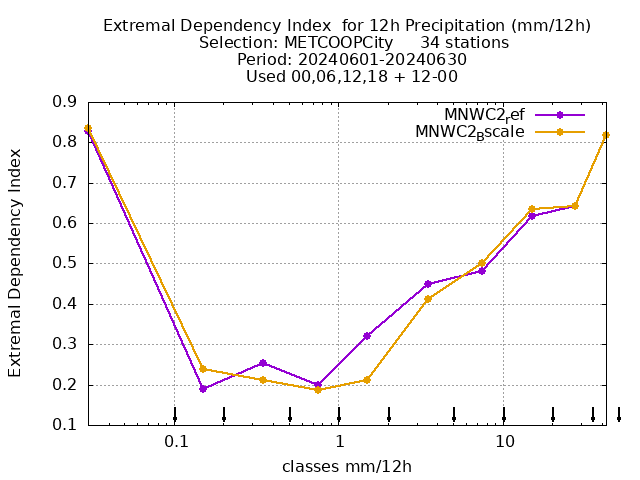 Extremal Dependency Index  for 12h Precipitation (mm/12h)
Selection: METCOOPCity     34 stations
Period: 20240601-20240630
Used 00,06,12,18 + 12-00
MNWC2ref
MNWC2Bscale
0.9
0.8
0.7
0.6
0.5
0.4
0.3
0.2
0.1
Extremal Dependency Index
0.1 1 10
classes mm/12h